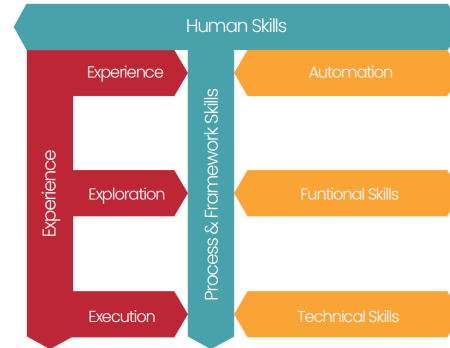 Human Skills
Experience
Automation
Experience
Process & Framework Skills
Exploration
Funtional Skills
Execution
Technical Skills